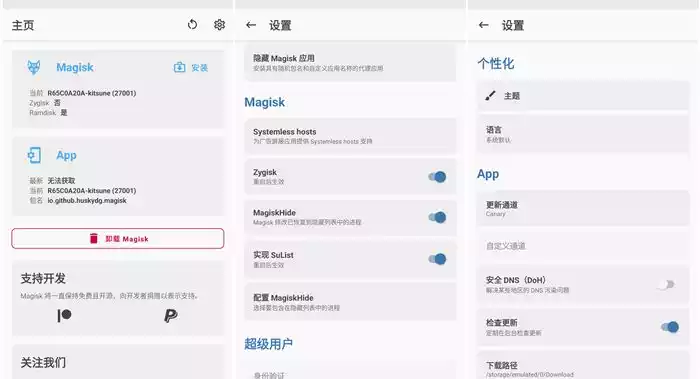 主页
Magisk
安装
当前 R65C0A20A-kitsune (27001)
Zygisk 否
Ramdisk 是
App
最新 无法获取
当前 R65C0A20A-kitsune (27001)
包名 io.github.huskydg.magisk
卸载 Magisk
支持开发
Magisk 将一直保持免费且开源，向开发者捐赠以表示支持。
关注我们
设置
隐藏 Magisk 应用
安装具有随机包名和自定义应用名称的代理应用
Magisk
Systemless hosts
为广告屏蔽应用提供 Systemless hosts 支持
Zygisk
重启后生效
MagiskHide
Magisk 修改已恢复到隐藏列表中的进程
实现 SuList
重启后生效
配置 MagiskHide
选择要包含在隐藏列表中的进程
超级用户
身份验证
设置
个性化
主题
语言
系统默认
App
更新通道
Canary
自定义通道
安全 DNS（DoH）
解决某些地区的 DNS 污染问题
检查更新
定期在后台检查更新
下载路径
/storage/emulated/0/Download